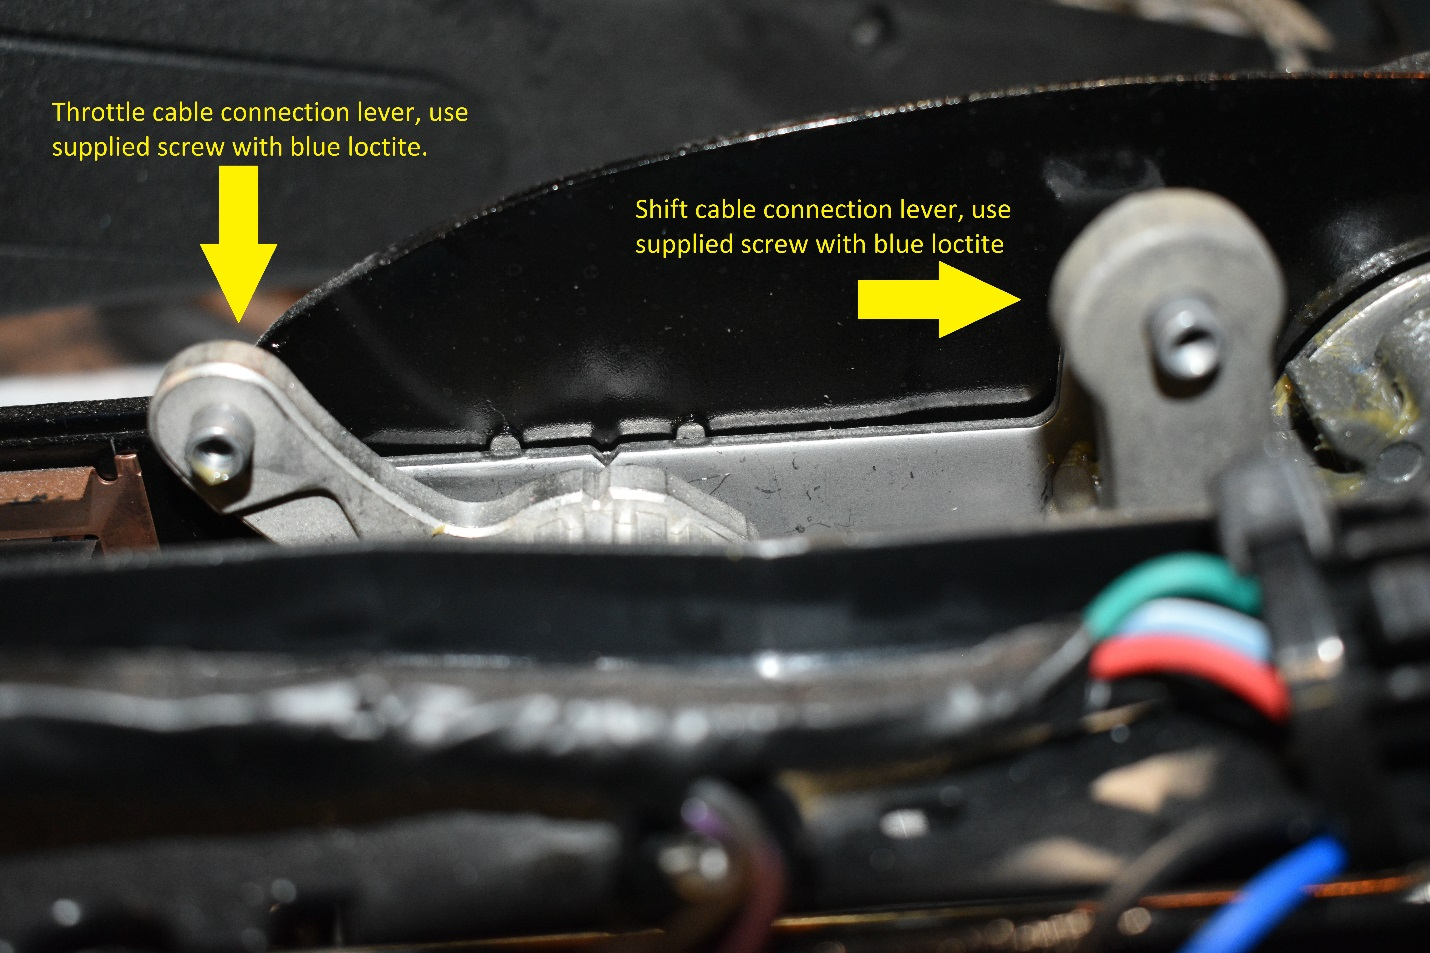 Throttle cable connection lever, use
supplied screw with blue loctite.
Shift cable connection lever, use
supplied screw with blue loctite